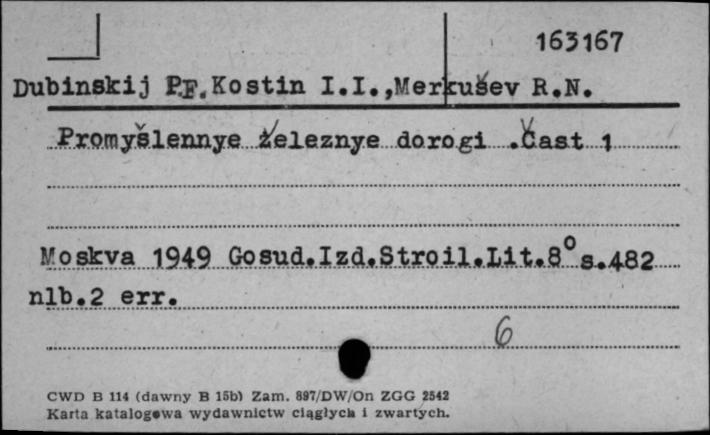 163167
Dubinskij P.F.Kostin I.I.,Merkušev R.N.
Promyšlennye železnye dorogi .Čast 1
Moskva 1949 Gosud.Izd.Stroil.Lit.8° s.482
nlb.2 err.
6
CWD B 114 (dawny B 15b) Zam. 897/DW/On ZGG 2542
Karta katalogowa wydawnictw ciągłych i zwartych.